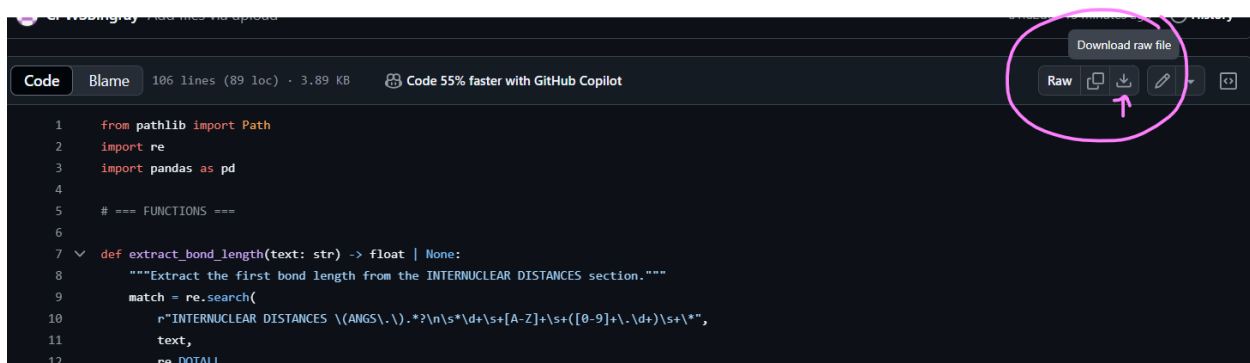 Download raw file
Code Blame 106 lines (89 loc) · 3.89 KB Code 55% faster with GitHub Copilot Raw
1 from pathlib import Path
2 import re
3 import pandas as pd
4
5 # === FUNCTIONS ===
6
7 def extract_bond_length(text: str) -> float | None:
8 """Extract the first bond length from the INTERNUCLEAR DISTANCES section."""
9 match = re.search(
10 r"INTERNUCLEAR DISTANCES \(ANGS\.\).*?\n\s*\d+\s+[A-Z]+\s+([0-9]+\.\d+)\s+\*",
11 text,
12 re.DOTALL